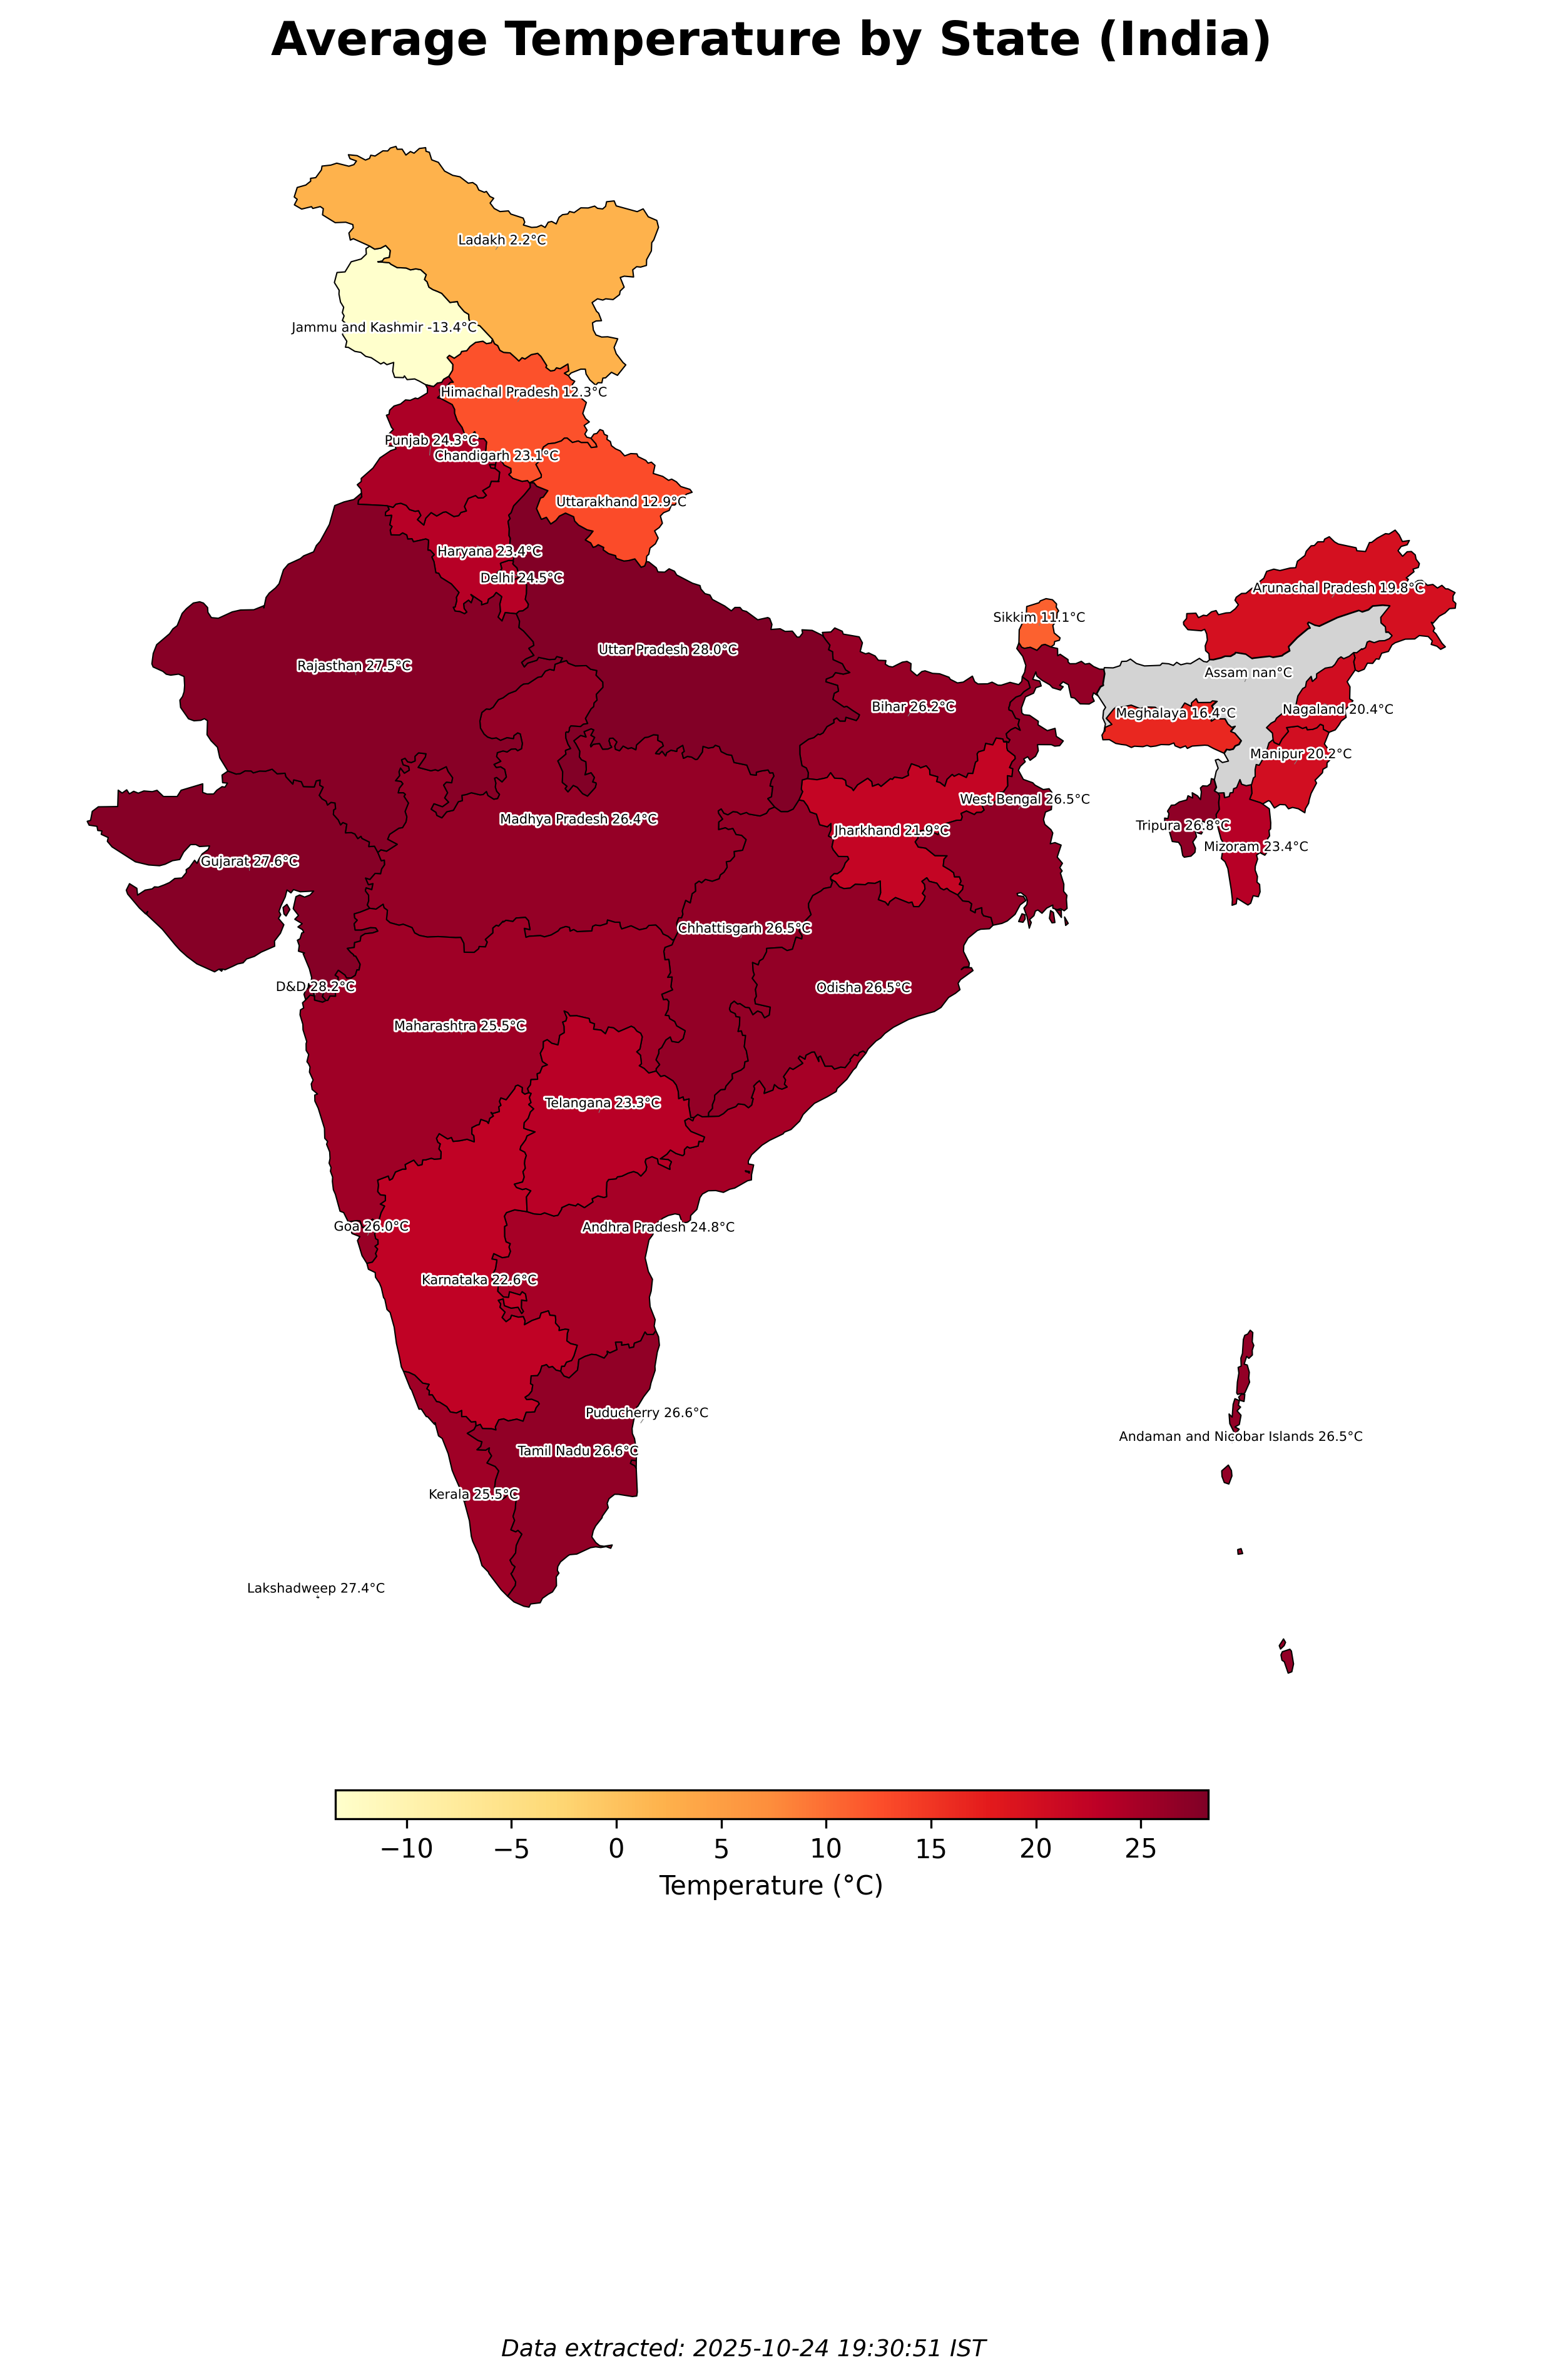 Average Temperature by State (India)
Ladakh 2.2°C
Jammu and Kashmir -13.4°C
Himachal Pradesh 12.3°C
Punjab 24.3°C
Chandigarh 23.1°C
Uttarakhand 12.9°C
Haryana 23.4°C
Delhi 24.5°C
Arunachal Pradesh 19.8°C
Sikkim 11.1°C
Uttar Pradesh 28.0°C
Rajasthan 27.5°C
Assam nan°C
Bihar 26.2°C
Meghalaya 16.4°C
Nagaland 20.4°C
Manipur 20.2°C
West Bengal 26.5°C
Madhya Pradesh 26.4°C
Tripura 26.8°C
Jharkhand 21.9°C
Mizoram 23.4°C
Gujarat 27.6°C
Chhattisgarh 26.5°C
D&D 28.2°C
Odisha 26.5°C
Maharashtra 25.5°C
Telangana 23.3°C
Goa 26.0°C
Andhra Pradesh 24.8°C
Karnataka 22.6°C
Puducherry 26.6°C
Andaman and Nicobar Islands 26.5°C
Tamil Nadu 26.6°C
Kerala 25.5°C
Lakshadweep 27.4°C
−10 −5 0 5 10 15 20 25
Temperature (°C)
Data extracted: 2025-10-24 19:30:51 IST